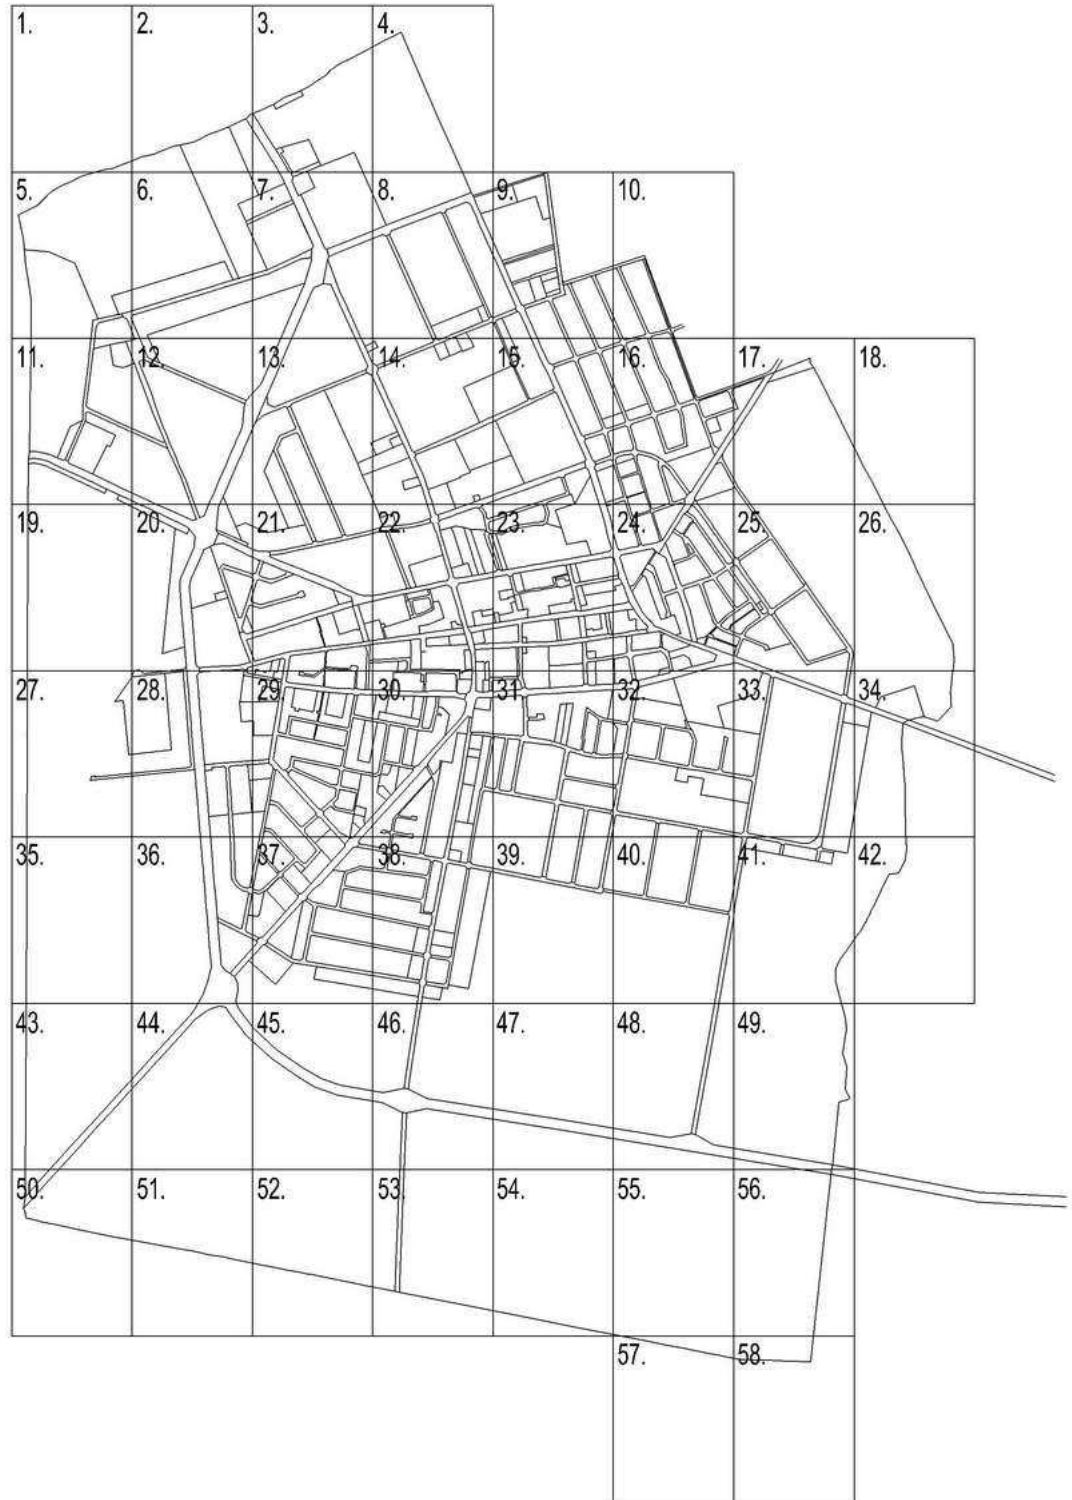 1. 2. 3. 4.
5. 6. 7. 8. 9. 10.
11. 12. 13. 14. 15. 16. 17. 18.
19. 20. 21. 22. 23. 24. 25. 26.
27. 28. 29. 30. 31. 32. 33. 34.
35. 36. 37. 38. 39. 40. 41. 42.
43. 44. 45. 46. 47. 48. 49.
50. 51. 52. 53. 54. 55. 56.
57. 58.